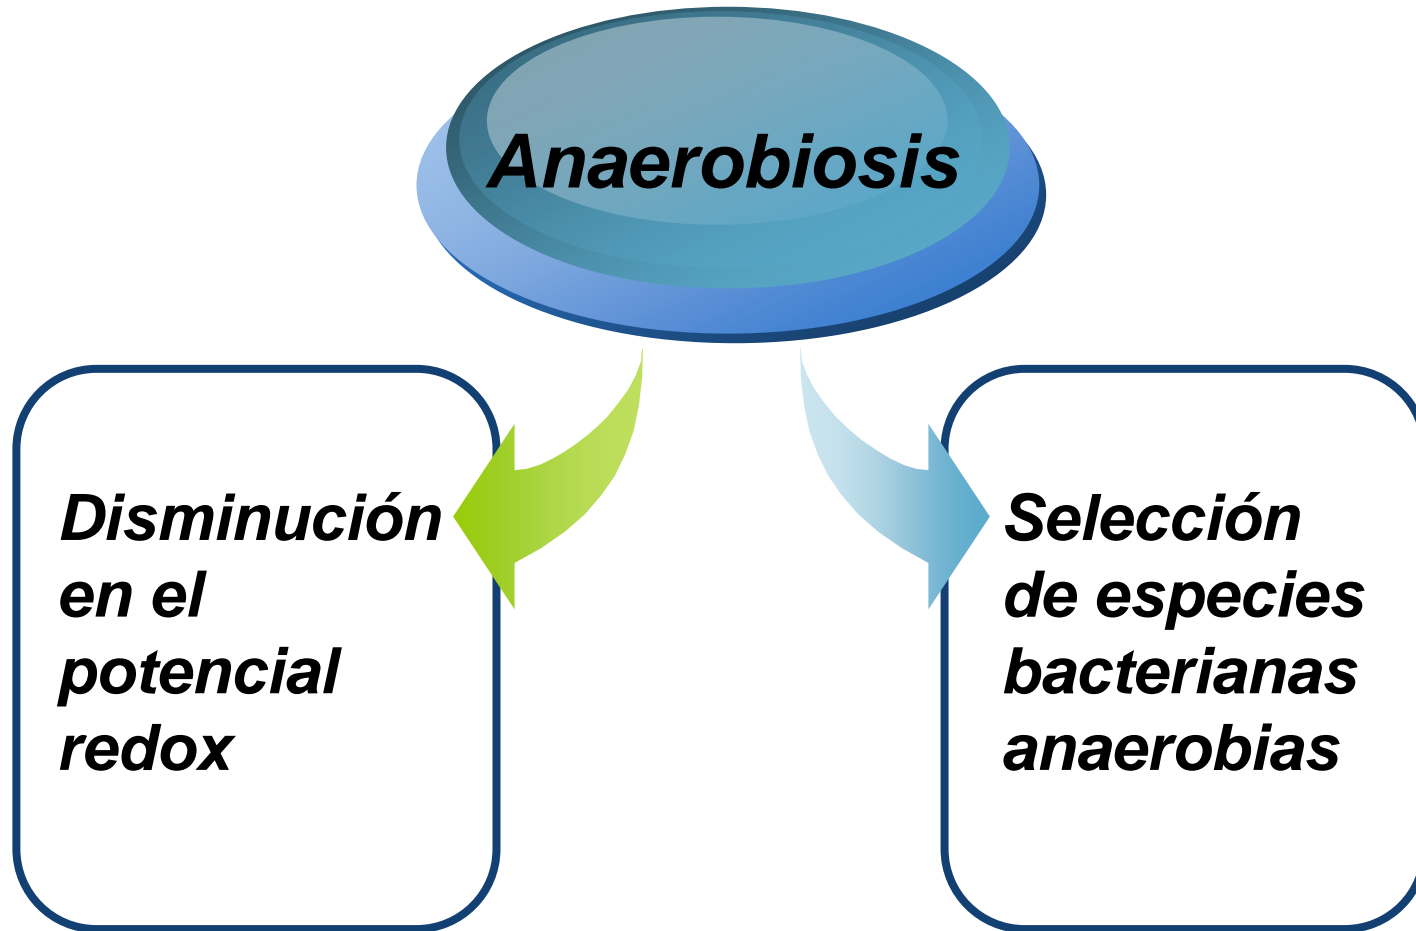 Anaerobiosis
Disminución
en el
potencial
redox
Selección
de especies
bacterianas
anaerobias